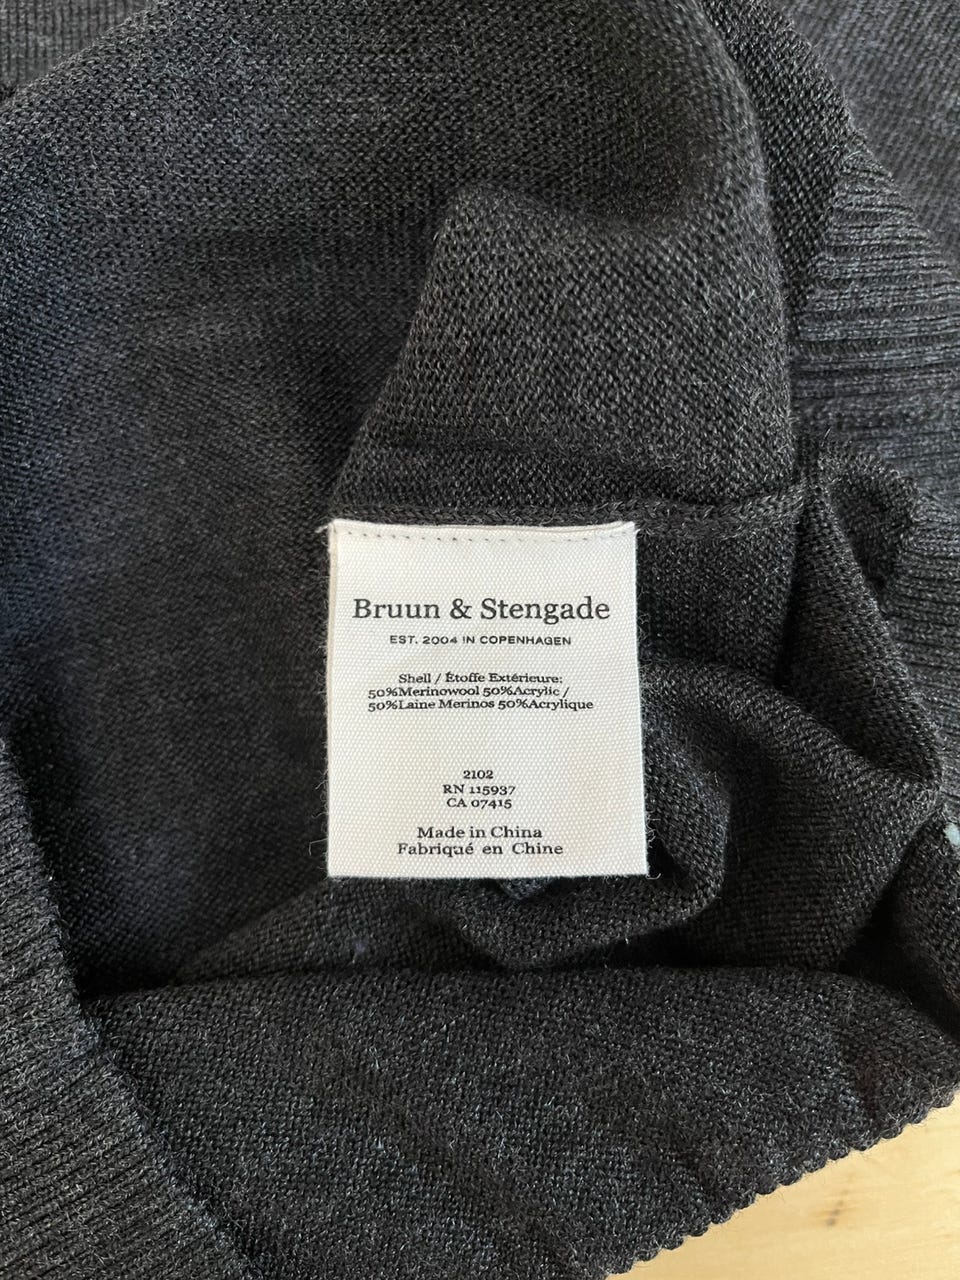 Bruun & Stengade
EST. 2004 IN COPENHAGEN
Shell / Étoffe Extérieure:
50%Merinowool 50%Acrylic /
50%Laine Merinos 50%Acrylique
2102
RN 115937
CA 07415
Made in China
Fabriqué en Chine